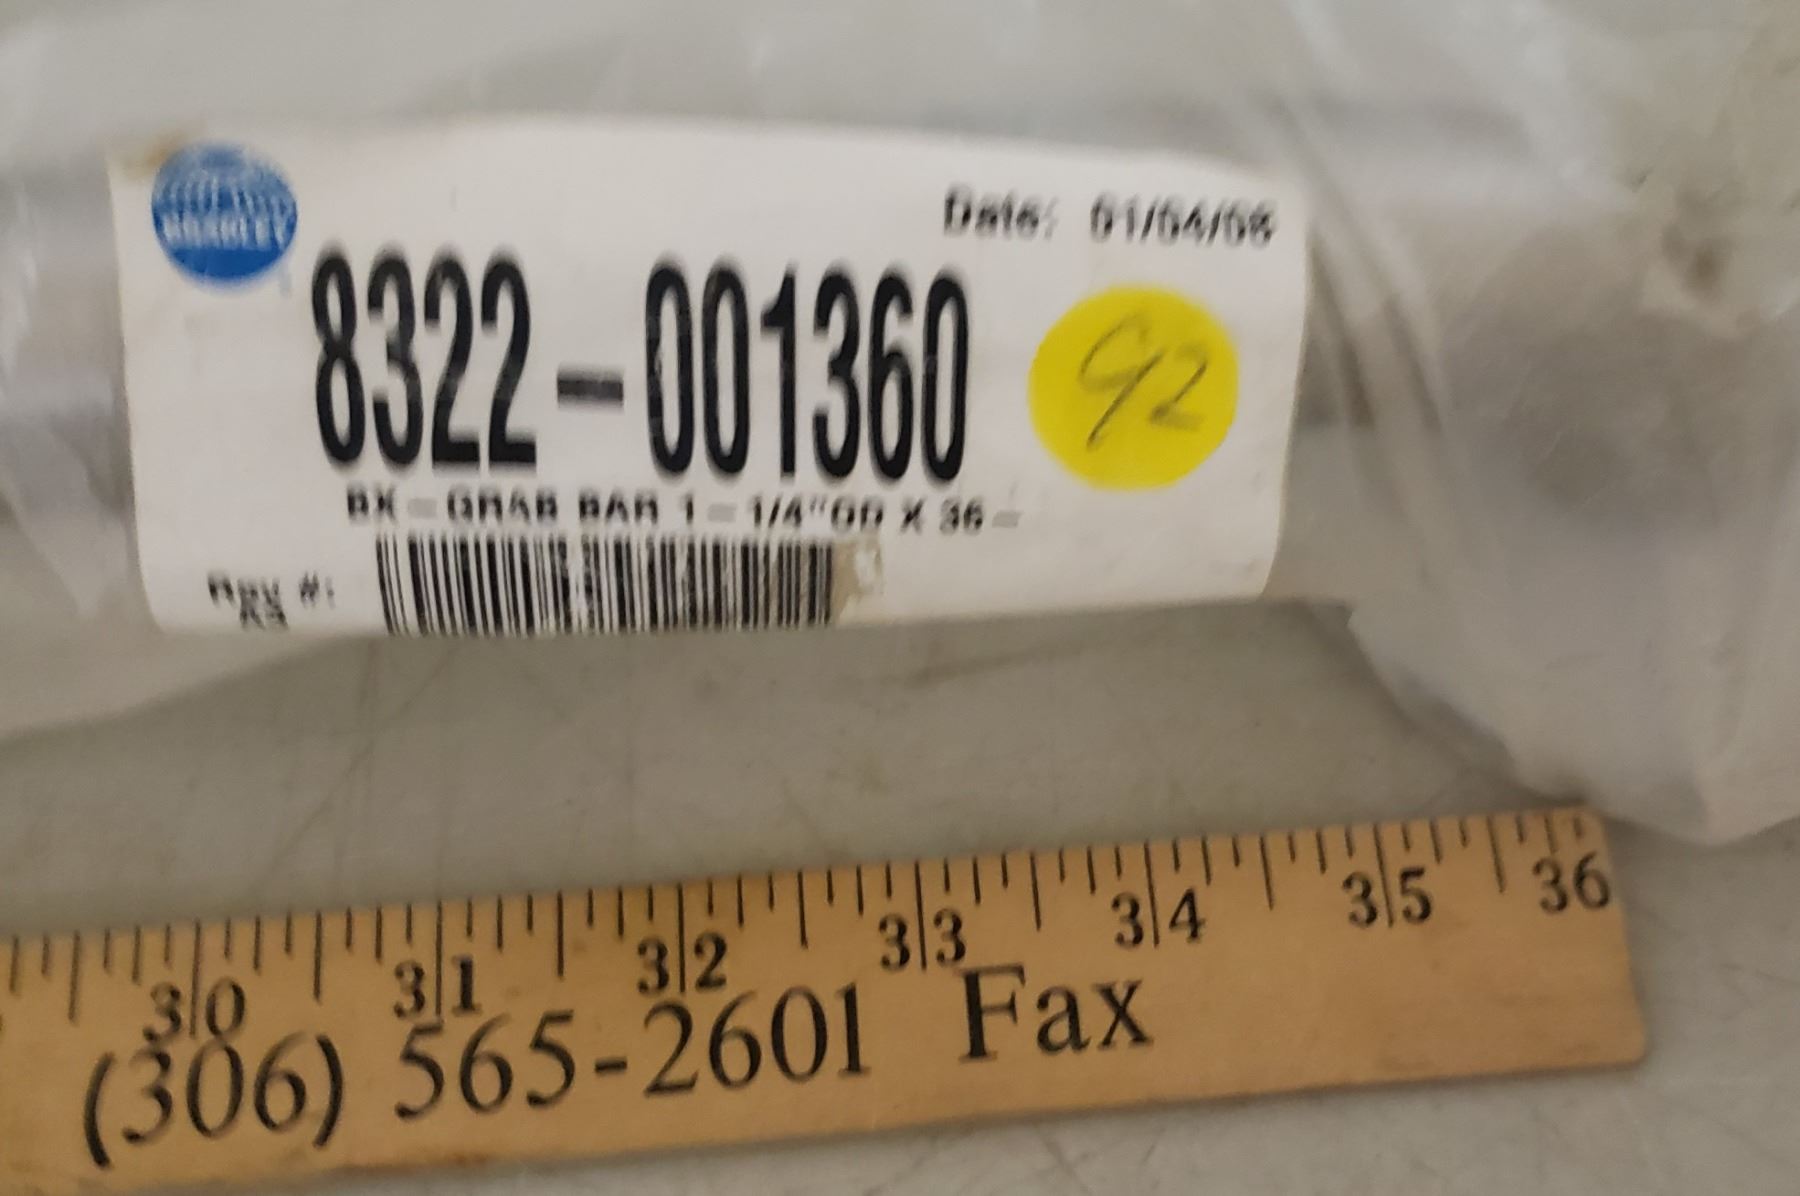 BRADLEY
Date: 01/04/06
8322-001360
92
BX-GRAB BAR 1-1/4"OD X 36-
Rev #:
30 31 32 33 34 35 36
(306) 565-2601 Fax